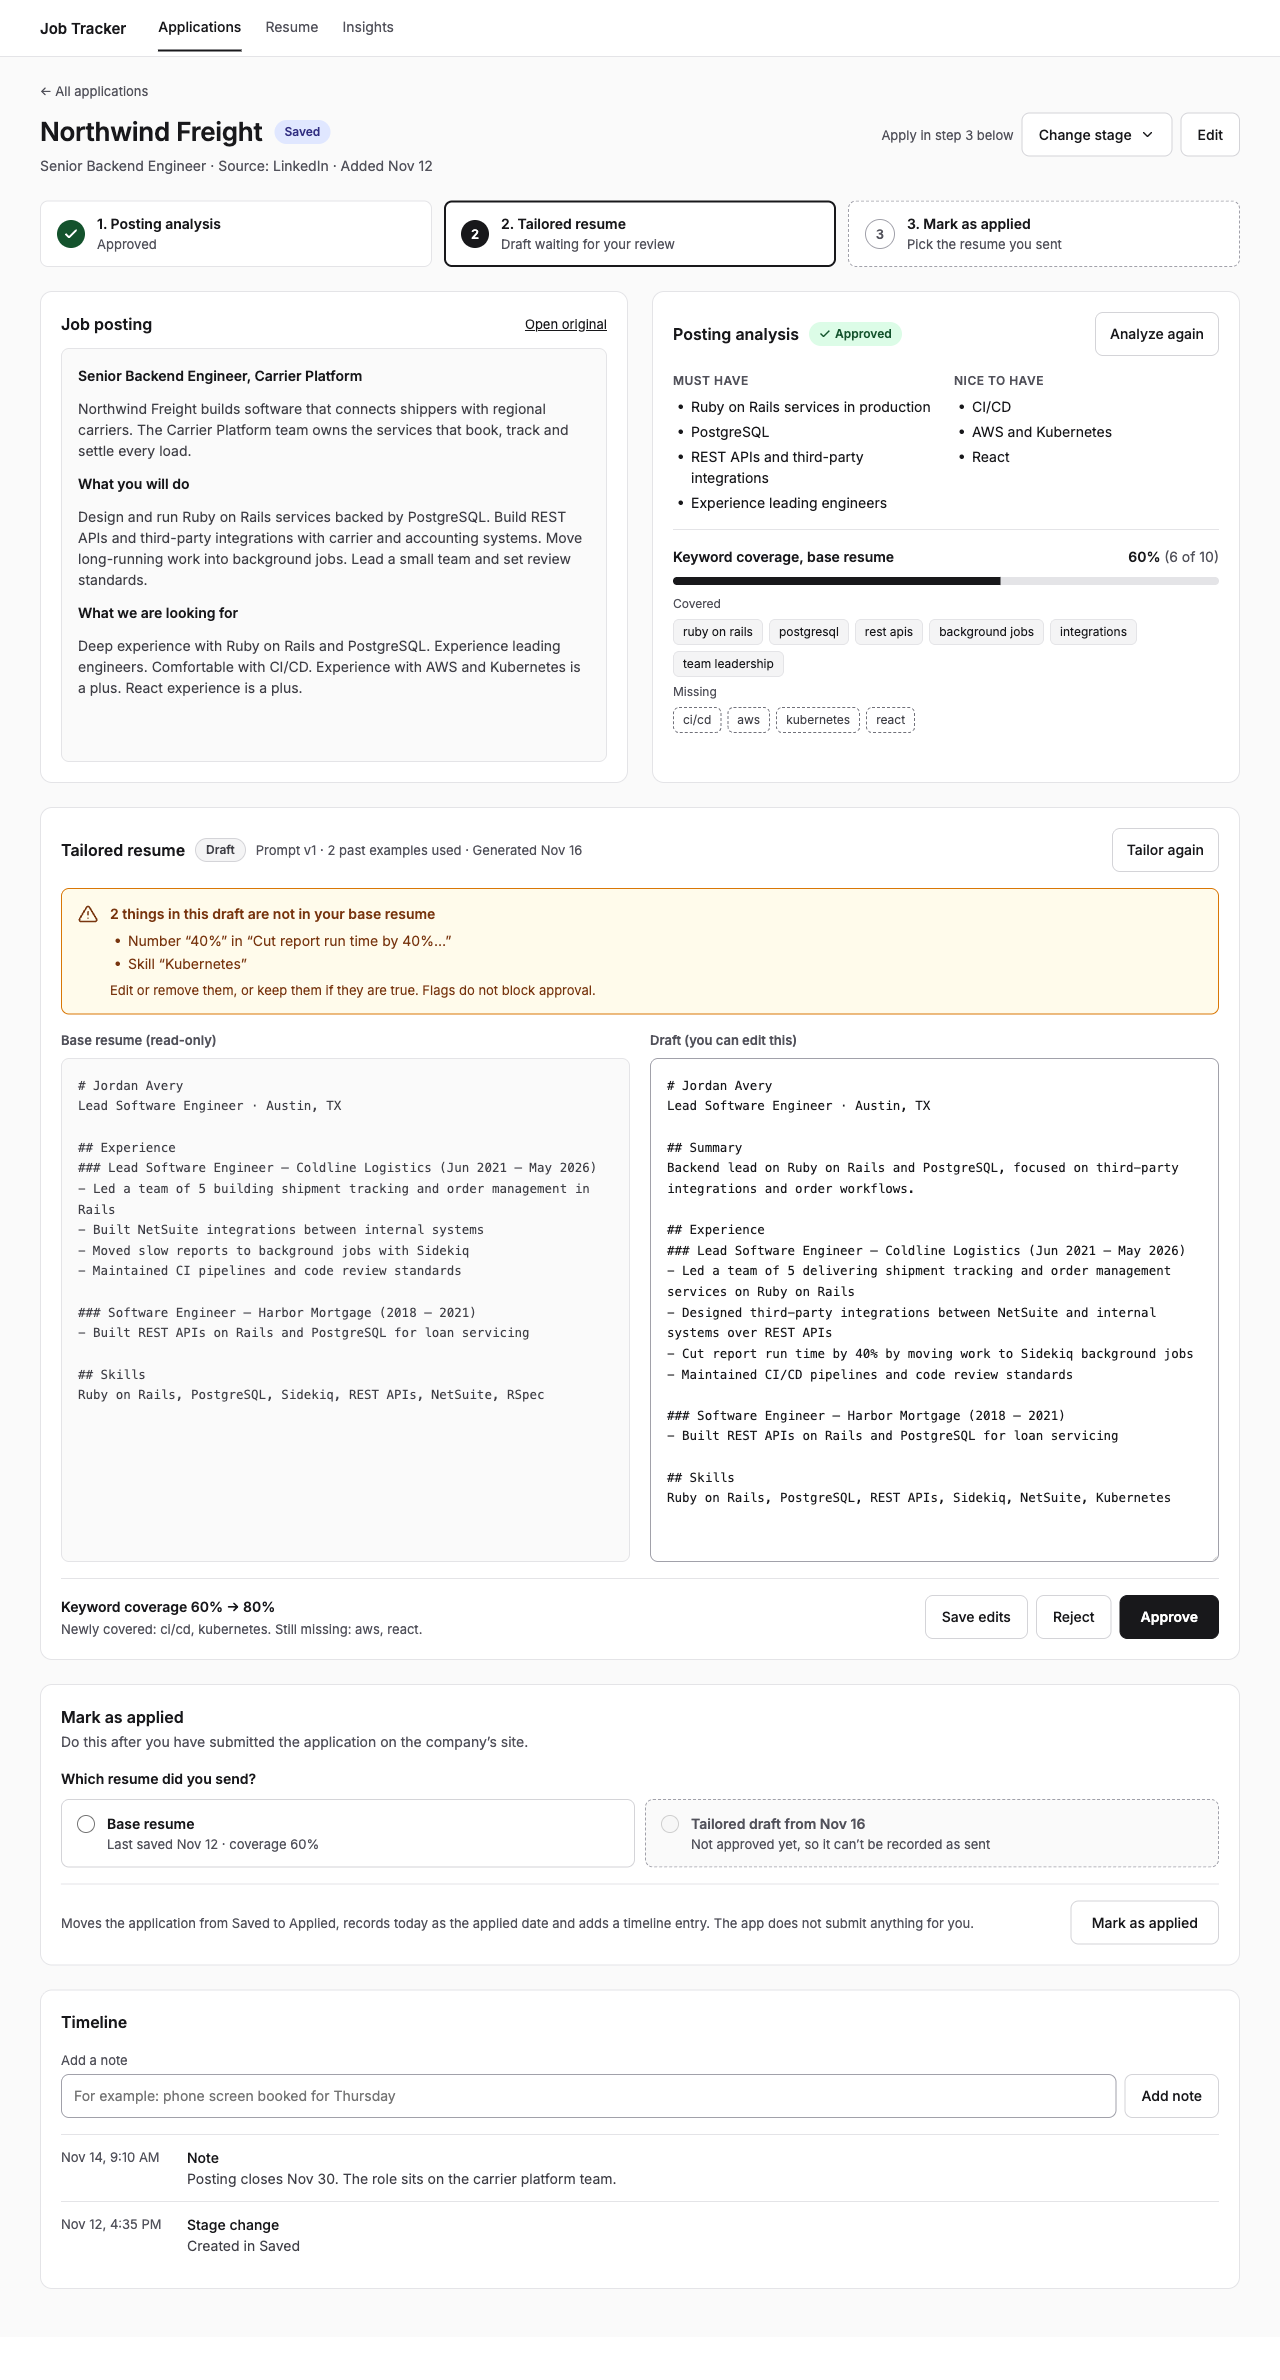 Job Tracker
Applications
Resume
Insights
← All applications
Northwind Freight
Saved
Apply in step 3 below
Change stage
Edit
Senior Backend Engineer · Source: LinkedIn · Added Nov 12
1. Posting analysis
Approved
2
2. Tailored resume
Draft waiting for your review
3
3. Mark as applied
Pick the resume you sent
Job posting
Open original
Senior Backend Engineer, Carrier Platform
Northwind Freight builds software that connects shippers with regional
carriers. The Carrier Platform team owns the services that book, track and
settle every load.
What you will do
Design and run Ruby on Rails services backed by PostgreSQL. Build REST
APIs and third-party integrations with carrier and accounting systems. Move
long-running work into background jobs. Lead a small team and set review
standards.
What we are looking for
Deep experience with Ruby on Rails and PostgreSQL. Experience leading
engineers. Comfortable with CI/CD. Experience with AWS and Kubernetes is
a plus. React experience is a plus.
Posting analysis
Approved
Analyze again
MUST HAVE
• Ruby on Rails services in production
• PostgreSQL
• REST APIs and third-party
integrations
• Experience leading engineers
NICE TO HAVE
• CI/CD
• AWS and Kubernetes
• React
Keyword coverage, base resume
60% (6 of 10)
Covered
ruby on rails
postgresql
rest apis
background jobs
integrations
team leadership
Missing
ci/cd
aws
kubernetes
react
Tailored resume
Draft
Prompt v1 · 2 past examples used · Generated Nov 16
Tailor again
2 things in this draft are not in your base resume
• Number “40%” in “Cut report run time by 40%…”
• Skill “Kubernetes”
Edit or remove them, or keep them if they are true. Flags do not block approval.
Base resume (read-only)
# Jordan Avery
Lead Software Engineer · Austin, TX
## Experience
### Lead Software Engineer — Coldline Logistics (Jun 2021 – May 2026)
- Led a team of 5 building shipment tracking and order management in
Rails
- Built NetSuite integrations between internal systems
- Moved slow reports to background jobs with Sidekiq
- Maintained CI pipelines and code review standards
### Software Engineer — Harbor Mortgage (2018 – 2021)
- Built REST APIs on Rails and PostgreSQL for loan servicing
## Skills
Ruby on Rails, PostgreSQL, Sidekiq, REST APIs, NetSuite, RSpec
Draft (you can edit this)
# Jordan Avery
Lead Software Engineer · Austin, TX
## Summary
Backend lead on Ruby on Rails and PostgreSQL, focused on third-party
integrations and order workflows.
## Experience
### Lead Software Engineer — Coldline Logistics (Jun 2021 – May 2026)
- Led a team of 5 delivering shipment tracking and order management
services on Ruby on Rails
- Designed third-party integrations between NetSuite and internal
systems over REST APIs
- Cut report run time by 40% by moving work to Sidekiq background jobs
- Maintained CI/CD pipelines and code review standards
### Software Engineer — Harbor Mortgage (2018 – 2021)
- Built REST APIs on Rails and PostgreSQL for loan servicing
## Skills
Ruby on Rails, PostgreSQL, REST APIs, Sidekiq, NetSuite, Kubernetes
Keyword coverage 60% → 80%
Newly covered: ci/cd, kubernetes. Still missing: aws, react.
Save edits
Reject
Approve
Mark as applied
Do this after you have submitted the application on the company’s site.
Which resume did you send?
Base resume
Last saved Nov 12 · coverage 60%
Tailored draft from Nov 16
Not approved yet, so it can’t be recorded as sent
Moves the application from Saved to Applied, records today as the applied date and adds a timeline entry. The app does not submit anything for you.
Mark as applied
Timeline
Add a note
For example: phone screen booked for Thursday
Add note
Nov 14, 9:10 AM
Note
Posting closes Nov 30. The role sits on the carrier platform team.
Nov 12, 4:35 PM
Stage change
Created in Saved